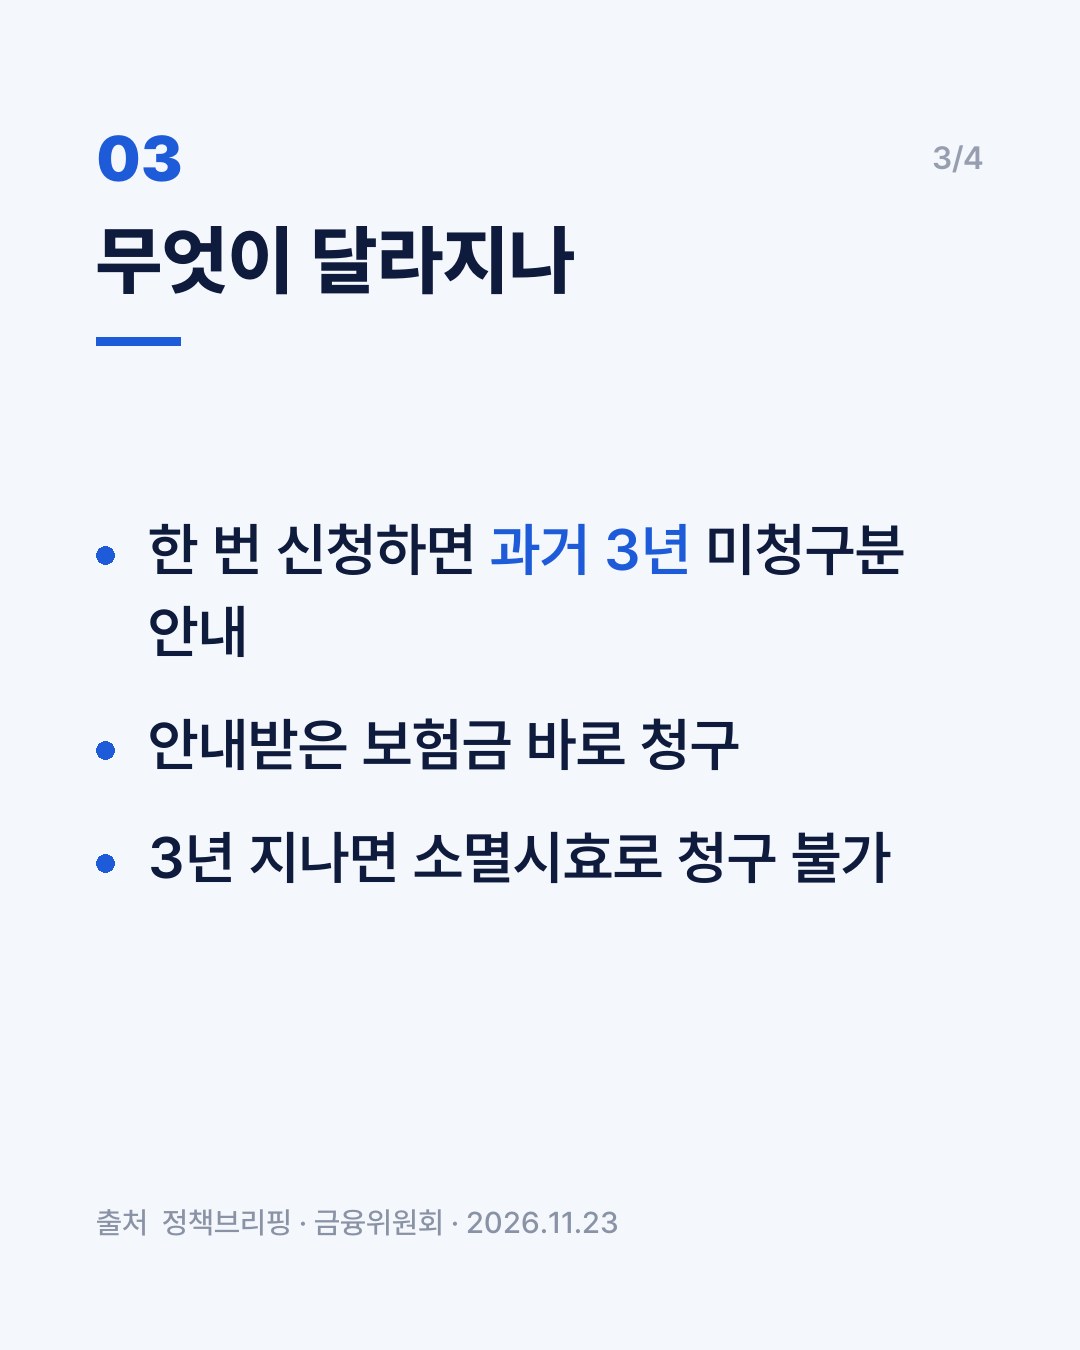 03
3/4
무엇이 달라지나
한 번 신청하면 과거 3년 미청구분
안내
안내받은 보험금 바로 청구
3년 지나면 소멸시효로 청구 불가
출처 정책브리핑 · 금융위원회 · 2026.11.23